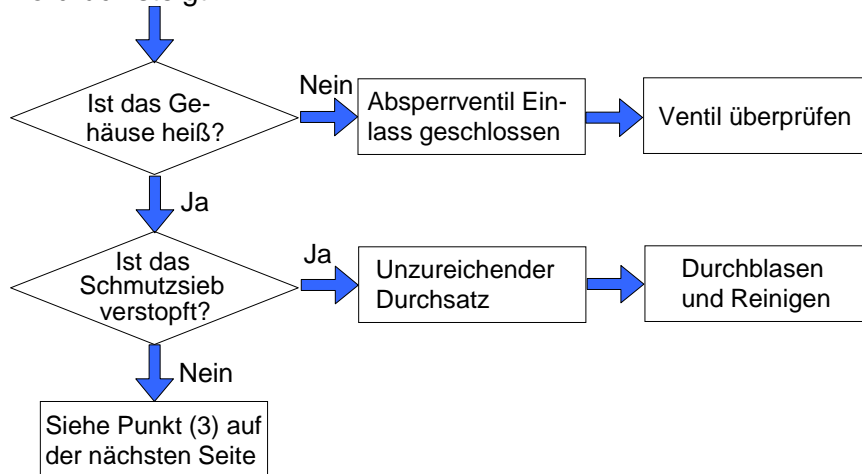 Ist das Ge-
häuse heiß?
Nein
Absperrventil Ein-
lass geschlossen
Ventil überprüfen
Ja
Ist das
Schmutzsieb
verstopft?
Ja
Unzureichender
Durchsatz
Durchblasen
und Reinigen
Nein
Siehe Punkt (3) auf
der nächsten Seite